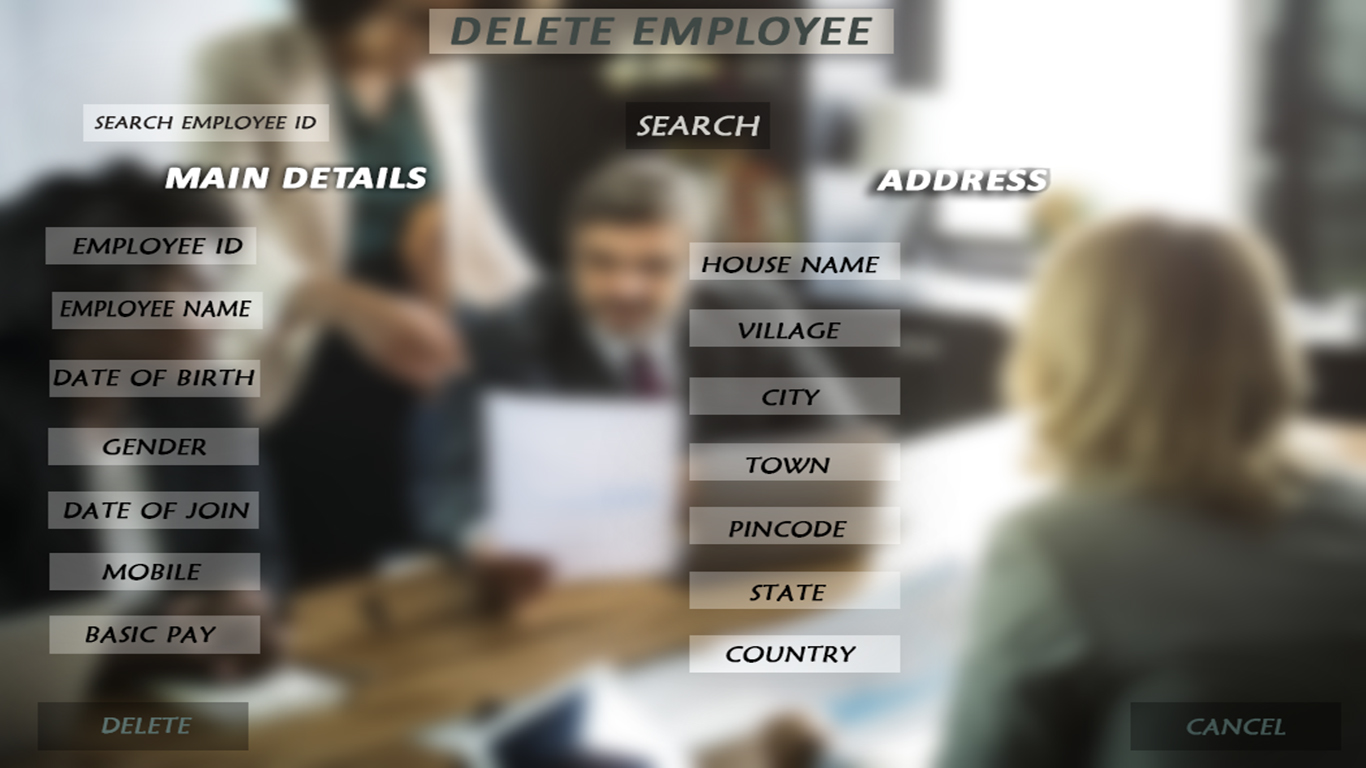 DELETE EMPLOYEE
SEARCH EMPLOYEE ID
SEARCH
MAIN DETAILS
EMPLOYEE ID
EMPLOYEE NAME
DATE OF BIRTH
GENDER
DATE OF JOIN
MOBILE
BASIC PAY
ADDRESS
HOUSE NAME
VILLAGE
CITY
TOWN
PINCODE
STATE
COUNTRY
DELETE
CANCEL